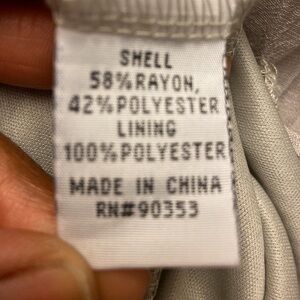 SHELL
58%RAYON,
42%POLYESTER
LINING
100%POLYESTER
MADE IN CHINA
RN#90353